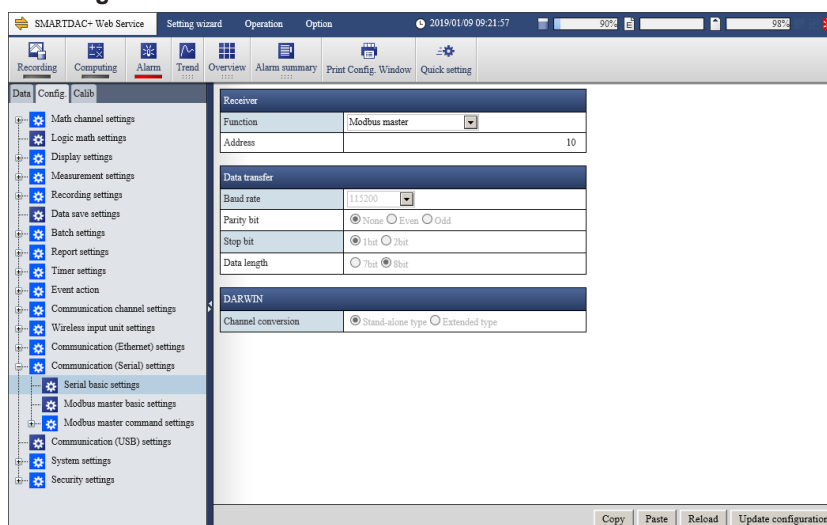 SMARTDAC+ Web Service Setting wizard Operation Option 2019/01/09 09:21:57 90% 98%
Recording Computing Alarm Trend Overview Alarm summary Print Config. Window Quick setting
Data Config. Calib
Math channel settings
Logic math settings
Display settings
Measurement settings
Recording settings
Data save settings
Batch settings
Report settings
Timer settings
Event action
Communication channel settings
Wireless input unit settings
Communication (Ethernet) settings
Communication (Serial) settings
Serial basic settings
Modbus master basic settings
Modbus master command settings
Communication (USB) settings
System settings
Security settings
Receiver
Function Modbus master
Address 10
Data transfer
Baud rate 115200
Parity bit None Even Odd
Stop bit 1bit 2bit
Data length 7bit 8bit
DARWIN
Channel conversion Stand-alone type Extended type
Copy Paste Reload Update configuration